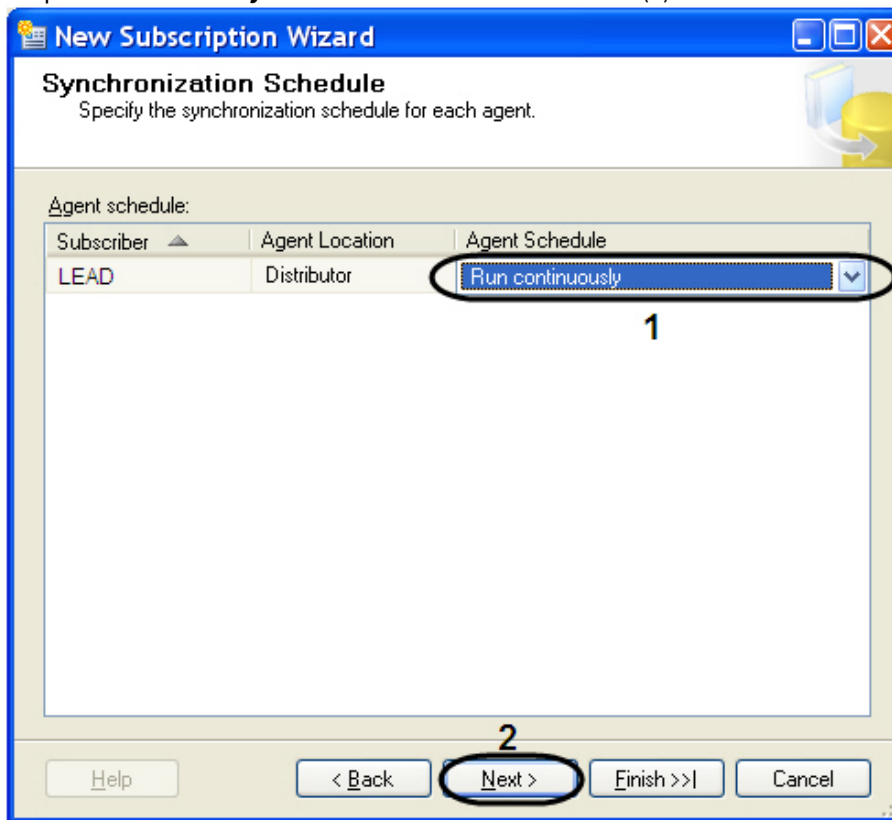 New Subscription Wizard
Synchronization Schedule
Specify the synchronization schedule for each agent.
Agent schedule:
Subscriber Agent Location Agent Schedule
LEAD Distributor Run continuously
1
2
Help < Back Next > Finish >>| Cancel